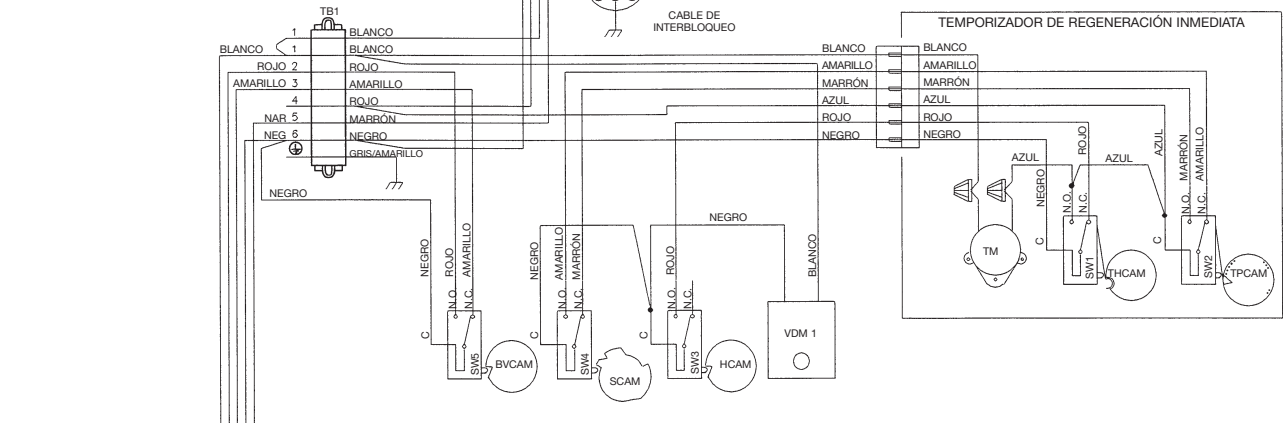 CABLE DE
INTERBLOQUEO
TEMPORIZADOR DE REGENERACIÓN INMEDIATA
TB1
1 BLANCO
BLANCO 1 BLANCO
ROJO 2 ROJO
AMARILLO 3 AMARILLO
4 ROJO
NAR 5 MARRÓN
NEG 6 NEGRO
GRIS/AMARILLO
BLANCO BLANCO
AMARILLO AMARILLO
MARRÓN MARRÓN
AZUL AZUL
ROJO ROJO
NEGRO NEGRO
NEGRO
NEGRO
ROJO
AMARILLO
C
N.O.
N.C.
SW5
BVCAM
NEGRO
AMARILLO
MARRÓN
C
N.O.
N.C.
SW4
SCAM
NEGRO
ROJO
C
N.O.
N.C.
SW3
HCAM
BLANCO
VDM 1
TM
AZUL
NEGRO
ROJO
C
N.O.
N.C.
SW1
THCAM
AZUL
AZUL
MARRÓN
AMARILLO
C
N.O.
N.C.
SW2
TPCAM